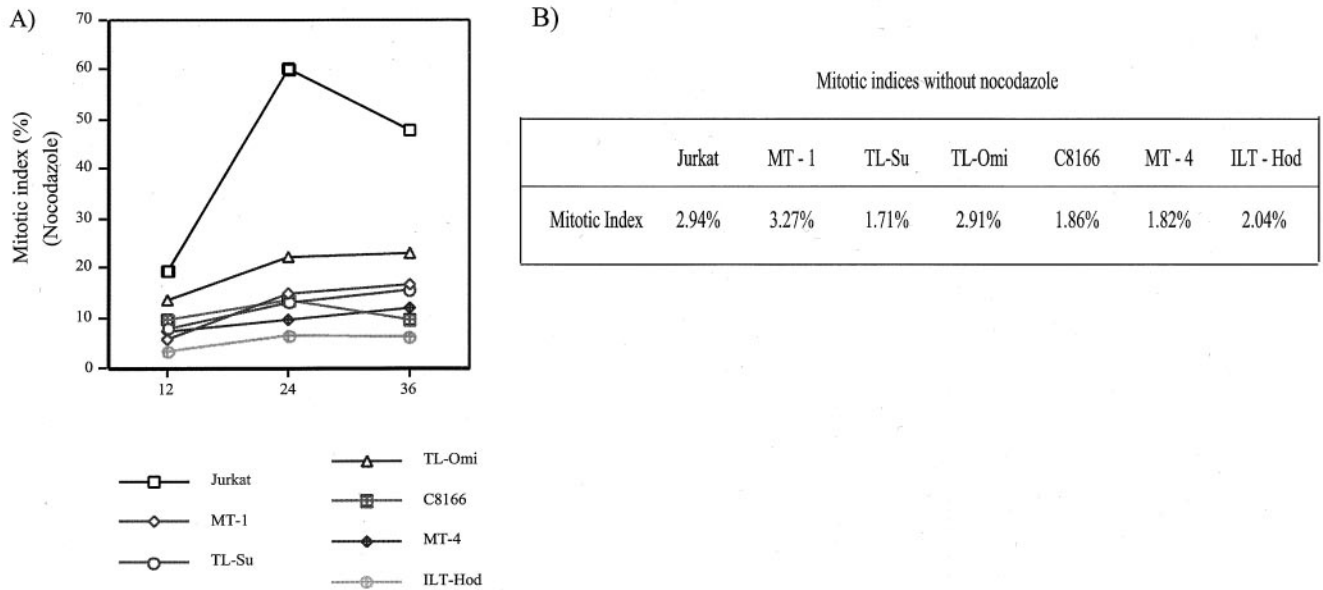 A)
Mitotic index (%)
(Nocodazole)
70
60
50
40
30
20
10
0
12 24 36
Jurkat
MT-1
TL-Su
TL-Omi
C8166
MT-4
ILT-Hod
B)
Mitotic indices without nocodazole
Jurkat MT - 1 TL-Su TL-Omi C8166 MT - 4 ILT - Hod
Mitotic Index 2.94% 3.27% 1.71% 2.91% 1.86% 1.82% 2.04%